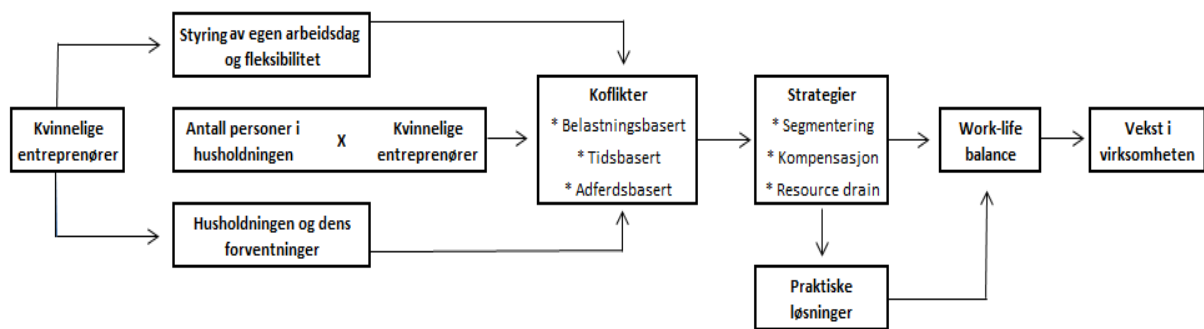 Kvinnelige
entreprenører
Styring av egen arbeidsdag
og fleksibilitet
Antall personer i
husholdningen
X
Kvinnelige
entreprenører
Husholdningen og dens
forventninger
Koflikter
* Belastningsbasert
* Tidsbasert
* Adferdsbasert
Strategier
* Segmentering
* Kompensasjon
* Resource drain
Praktiske
løsninger
Work-life
balance
Vekst i
virksomheten